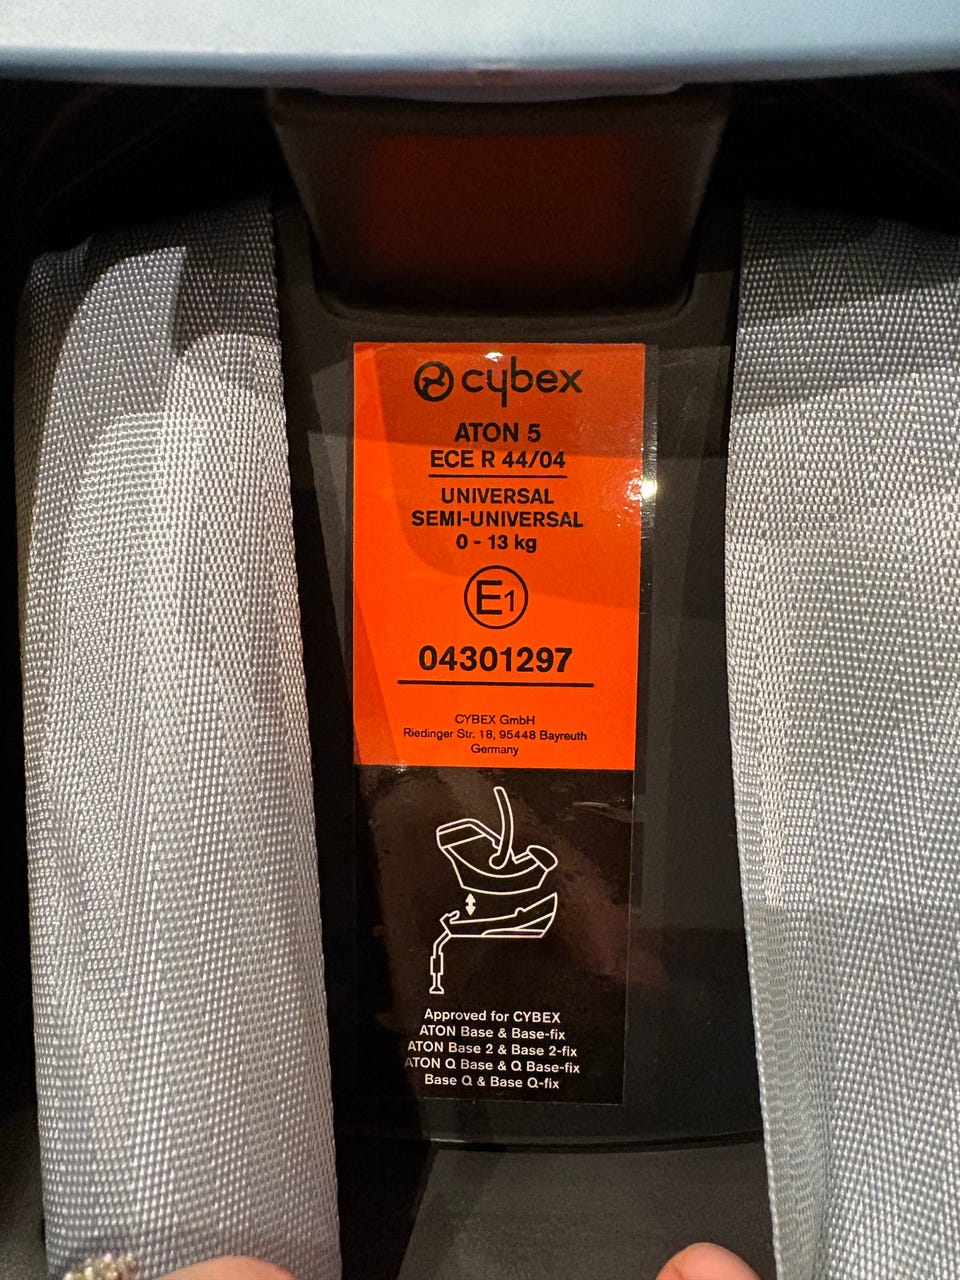 cybex
ATON 5
ECE R 44/04
UNIVERSAL
SEMI-UNIVERSAL
0 - 13 kg
E1
04301297
CYBEX GmbH
Riedinger Str. 18, 95448 Bayreuth
Germany
Approved for CYBEX
ATON Base & Base-fix
ATON Base 2 & Base 2-fix
ATON Q Base & Q Base-fix
Base Q & Base Q-fix